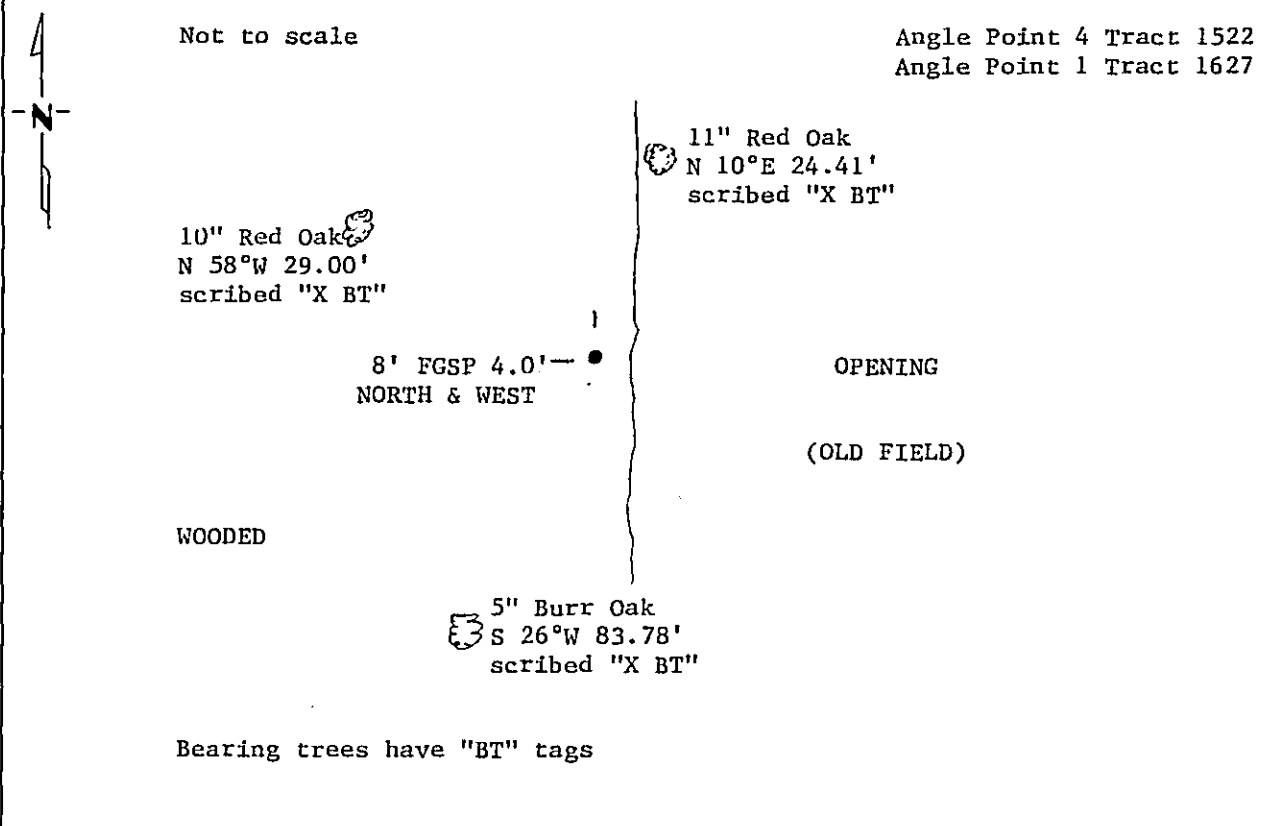 Not to scale
Angle Point 4 Tract 1522
Angle Point 1 Tract 1627
N
11" Red Oak
N 10°E 24.41'
scribed "X BT"
10" Red Oak
N 58°W 29.00'
scribed "X BT"
8' FGSP 4.0'
NORTH & WEST
OPENING
(OLD FIELD)
WOODED
5" Burr Oak
S 26°W 83.78'
scribed "X BT"
Bearing trees have "BT" tags